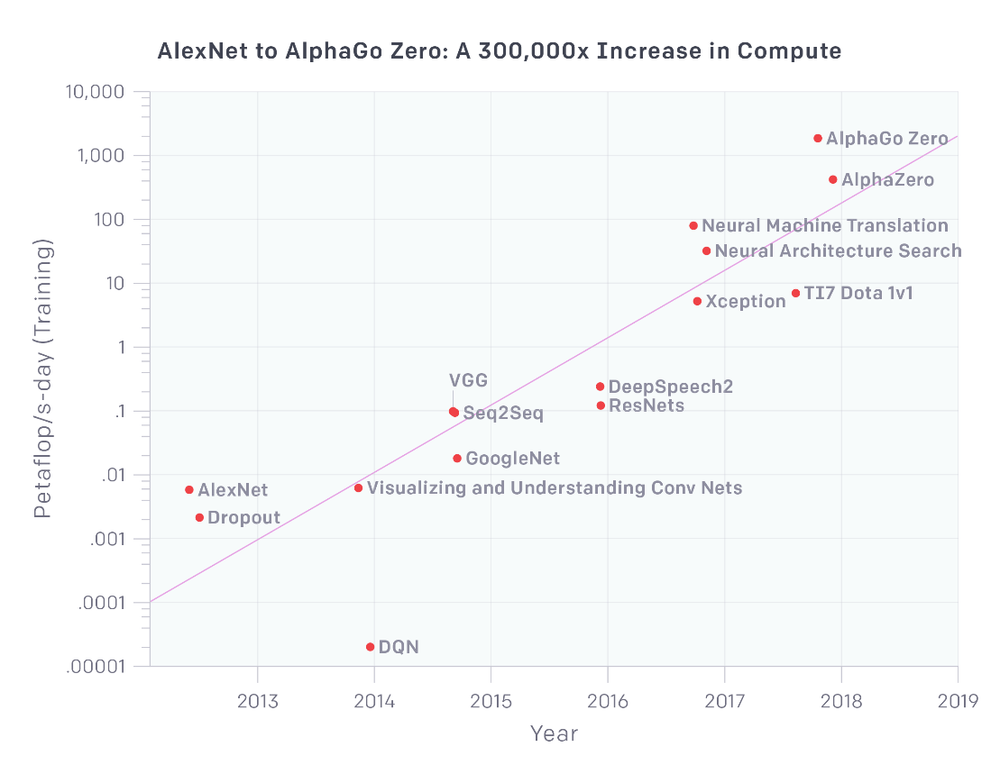 AlexNet to AlphaGo Zero: A 300,000x Increase in Compute
10,000
1,000
100
10
1
.1
.01
.001
.0001
.00001
Petaflop/s-day (Training)
AlphaGo Zero
AlphaZero
Neural Machine Translation
Neural Architecture Search
TI7 Dota 1v1
Xception
VGG
DeepSpeech2
ResNets
Seq2Seq
GoogleNet
Visualizing and Understanding Conv Nets
AlexNet
Dropout
DQN
2013
2014
2015
2016
2017
2018
2019
Year